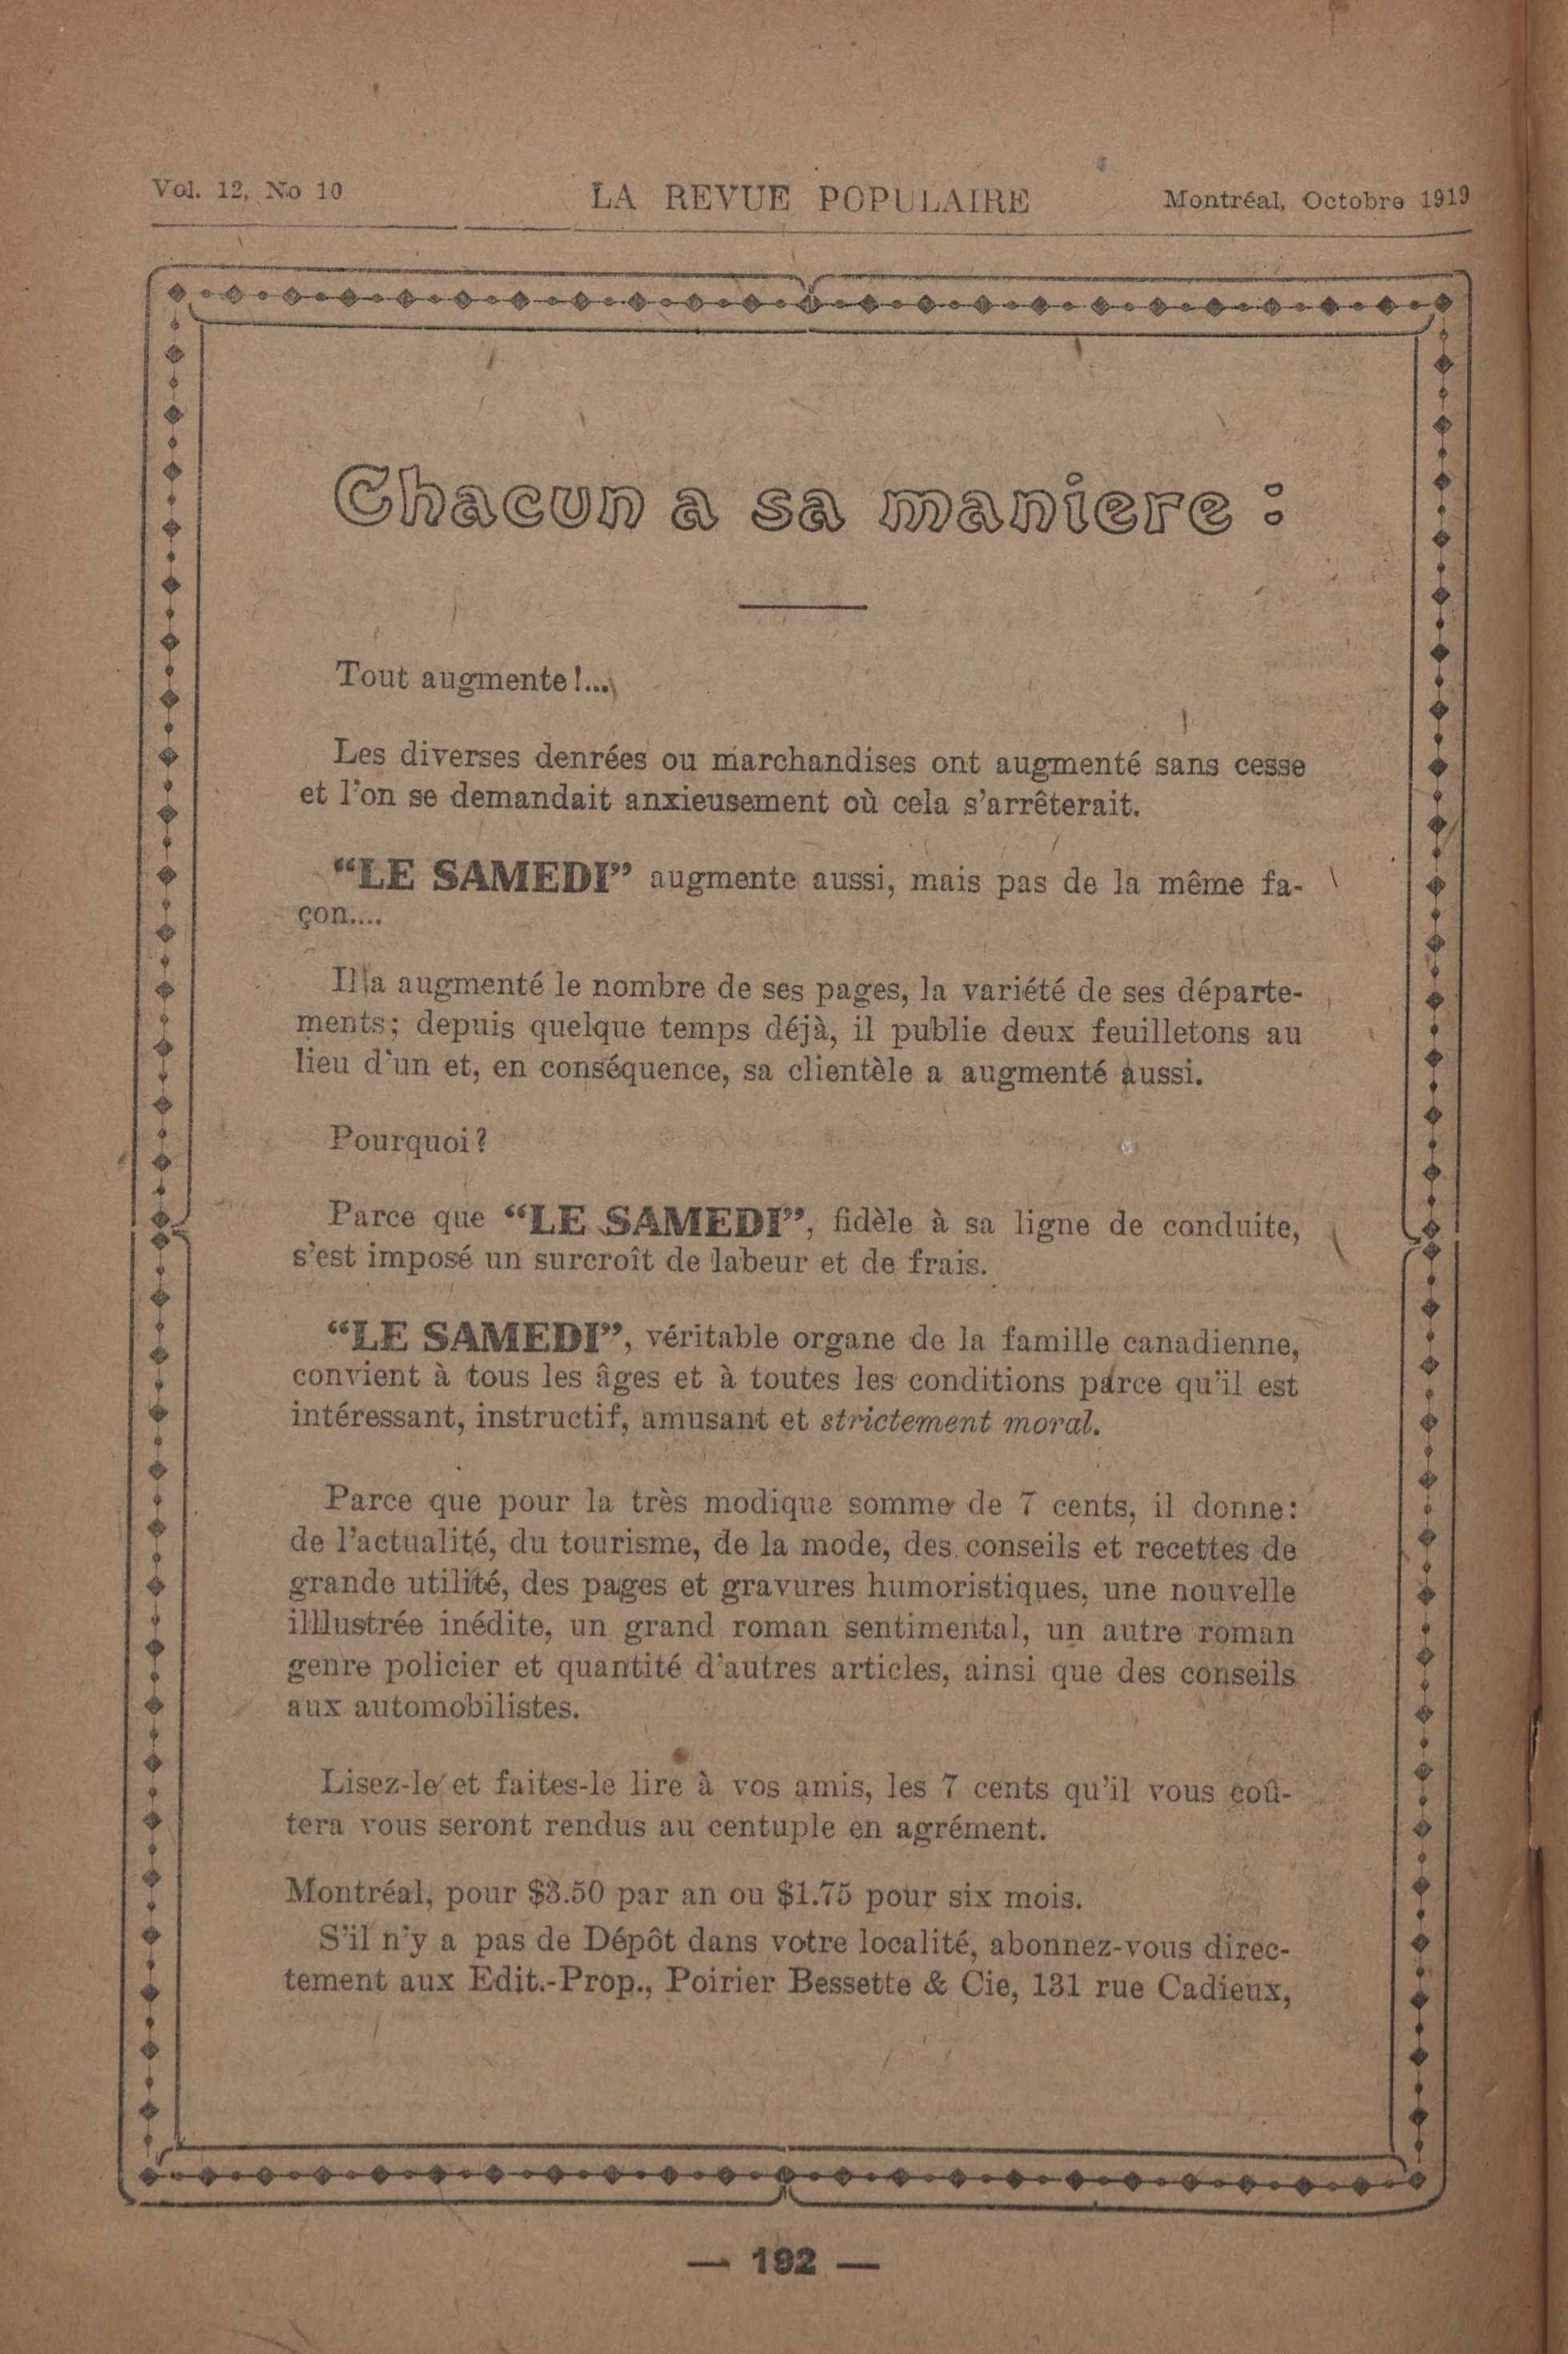 Vol. 12, No 10 LA REVUE POPULAIRE Montréal, Octobre 1919
Chacun a sa maniere :
Tout augmente !...
Les diverses denrées ou marchandises ont augmenté sans cesse
et l'on se demandait anxieusement où cela s'arrêterait.
“LE SAMEDI” augmente aussi, mais pas de la même fa-
çon....
Il a augmenté le nombre de ses pages, la variété de ses départe-
ments; depuis quelque temps déjà, il publie deux feuilletons au
lieu d'un et, en conséquence, sa clientèle a augmenté aussi.
Pourquoi ?
Parce que “LE SAMEDI”, fidèle à sa ligne de conduite,
s'est imposé un surcroît de labeur et de frais.
“LE SAMEDI”, véritable organe de la famille canadienne,
convient à tous les âges et à toutes les conditions parce qu'il est
intéressant, instructif, amusant et strictement moral.
Parce que pour la très modique somme de 7 cents, il donne:
de l'actualité, du tourisme, de la mode, des conseils et recettes de
grande utilité, des pages et gravures humoristiques, une nouvelle
illlustrée inédite, un grand roman sentimental, un autre roman
genre policier et quantité d'autres articles, ainsi que des conseils
aux automobilistes.
Lisez-le et faites-le lire à vos amis, les 7 cents qu'il vous coû-
tera vous seront rendus au centuple en agrément.
Montréal, pour $3.50 par an ou $1.75 pour six mois.
S'il n'y a pas de Dépôt dans votre localité, abonnez-vous direc-
tement aux Edit.-Prop., Poirier Bessette & Cie, 131 rue Cadieux,
— 192 —